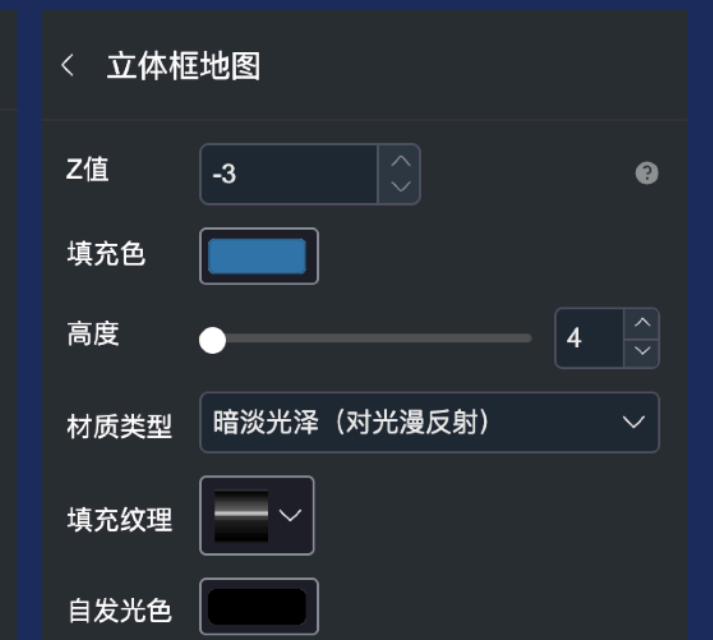 立体框地图
Z值 -3
填充色
高度 4
材质类型 暗淡光泽（对光漫反射）
填充纹理
自发光色